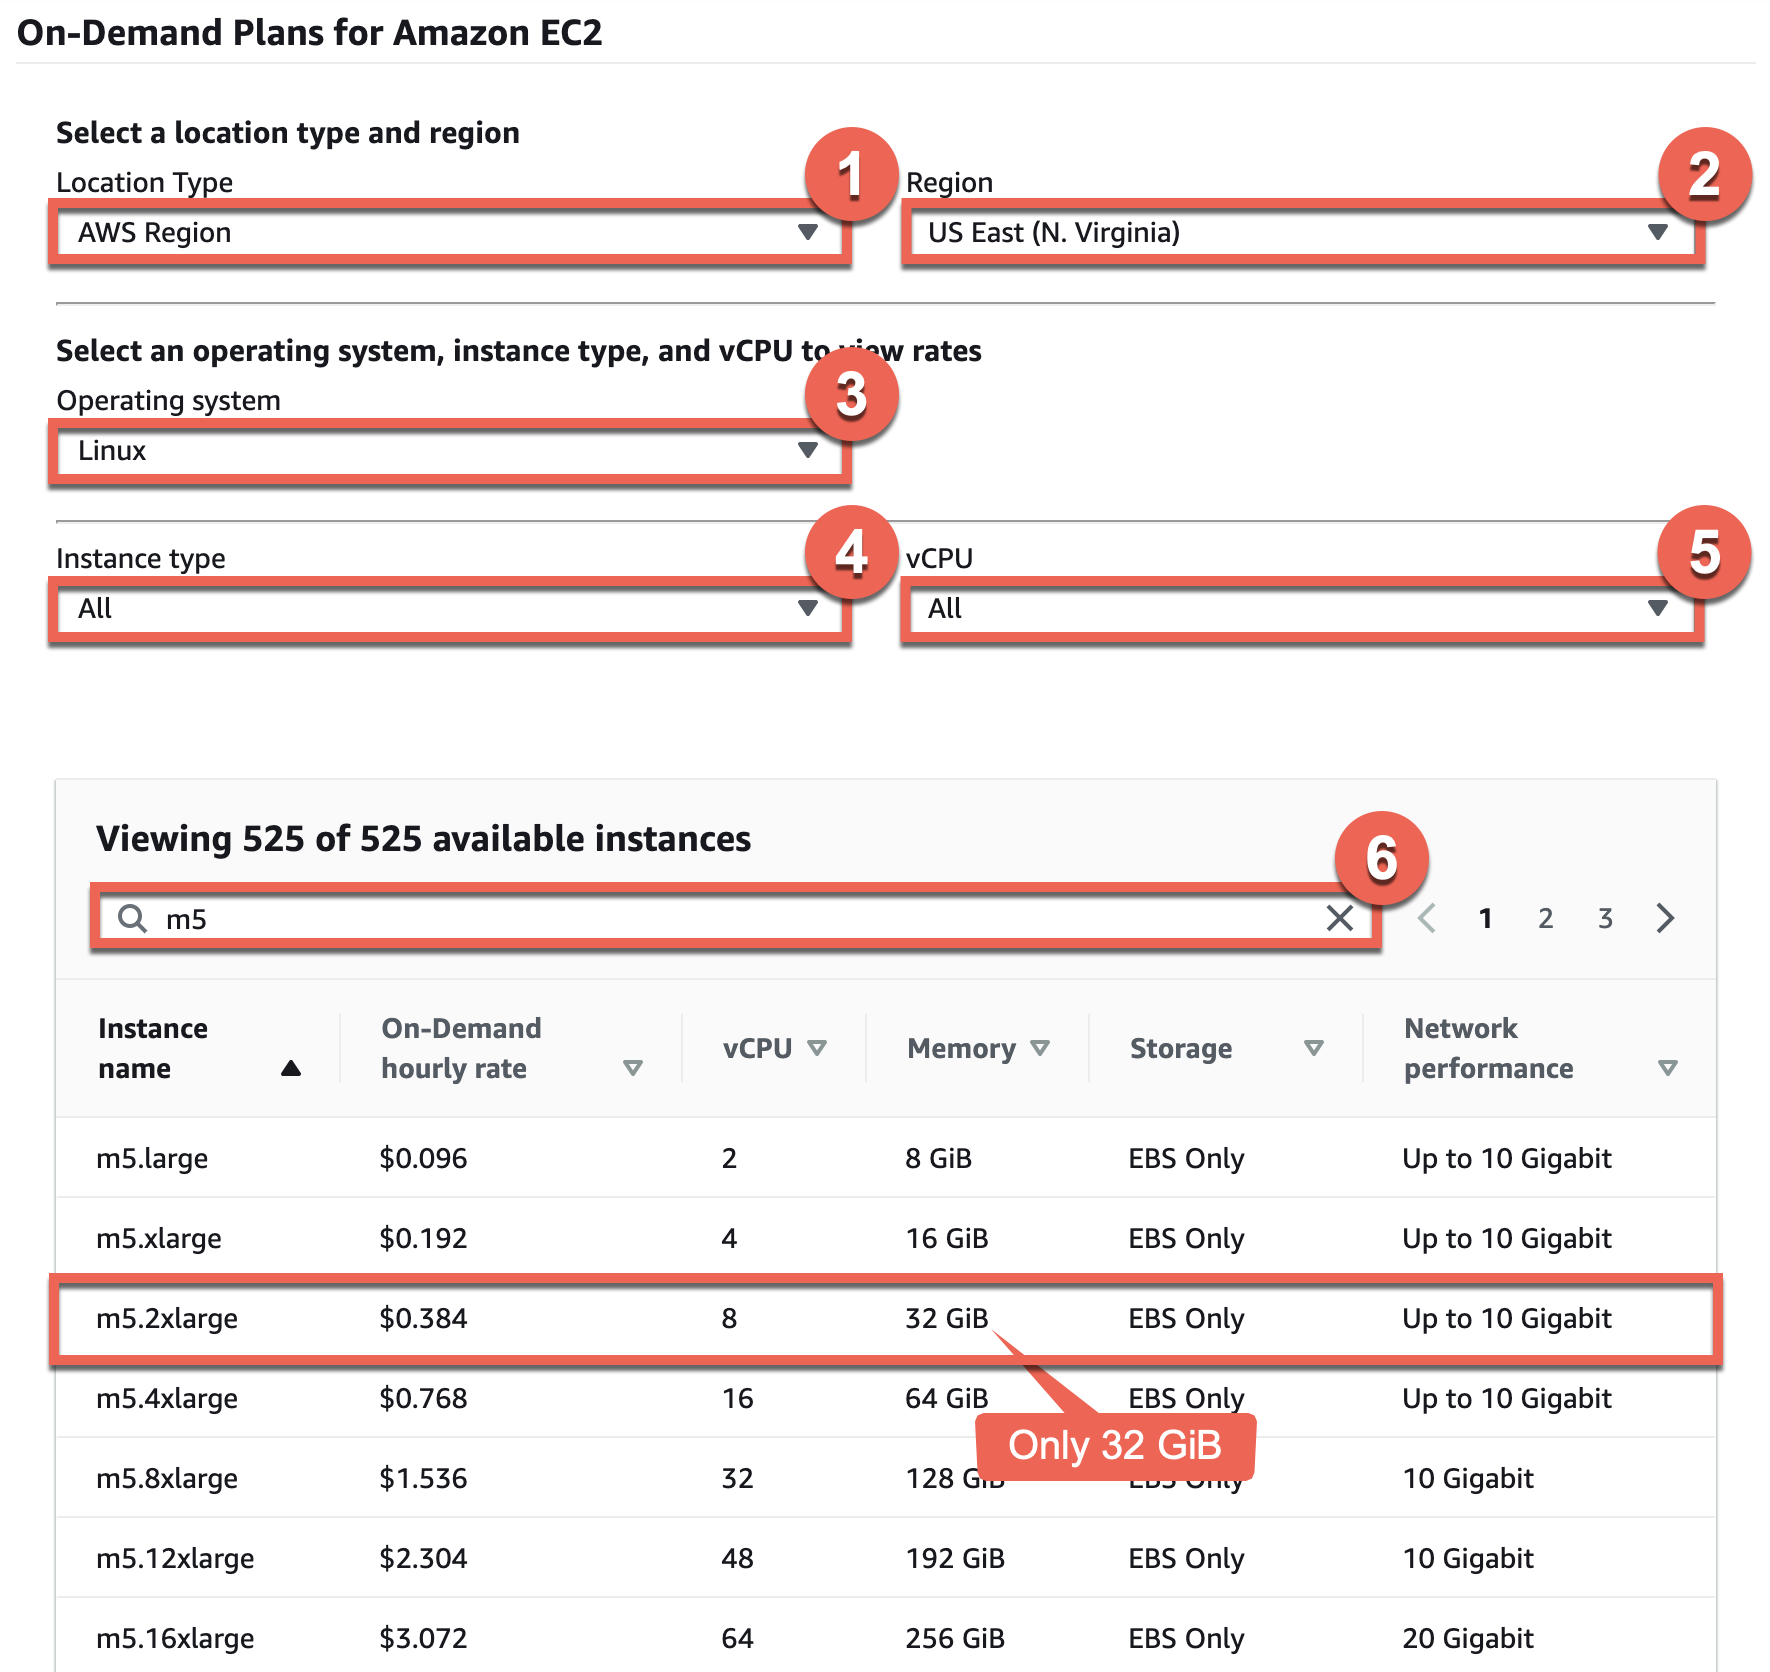 On-Demand Plans for Amazon EC2
Select a location type and region
Location Type
1
Region
2
AWS Region
US East (N. Virginia)
Select an operating system, instance type, and vCPU to view rates
Operating system
3
Linux
Instance type
4
vCPU
5
All
All
Viewing 525 of 525 available instances
6
m5
1 2 3
Instance name
On-Demand hourly rate
vCPU
Memory
Storage
Network performance
m5.large $0.096 2 8 GiB EBS Only Up to 10 Gigabit
m5.xlarge $0.192 4 16 GiB EBS Only Up to 10 Gigabit
m5.2xlarge $0.384 8 32 GiB EBS Only Up to 10 Gigabit
m5.4xlarge $0.768 16 64 GiB EBS Only Up to 10 Gigabit
Only 32 GiB
m5.8xlarge $1.536 32 128 GiB EBS Only 10 Gigabit
m5.12xlarge $2.304 48 192 GiB EBS Only 10 Gigabit
m5.16xlarge $3.072 64 256 GiB EBS Only 20 Gigabit